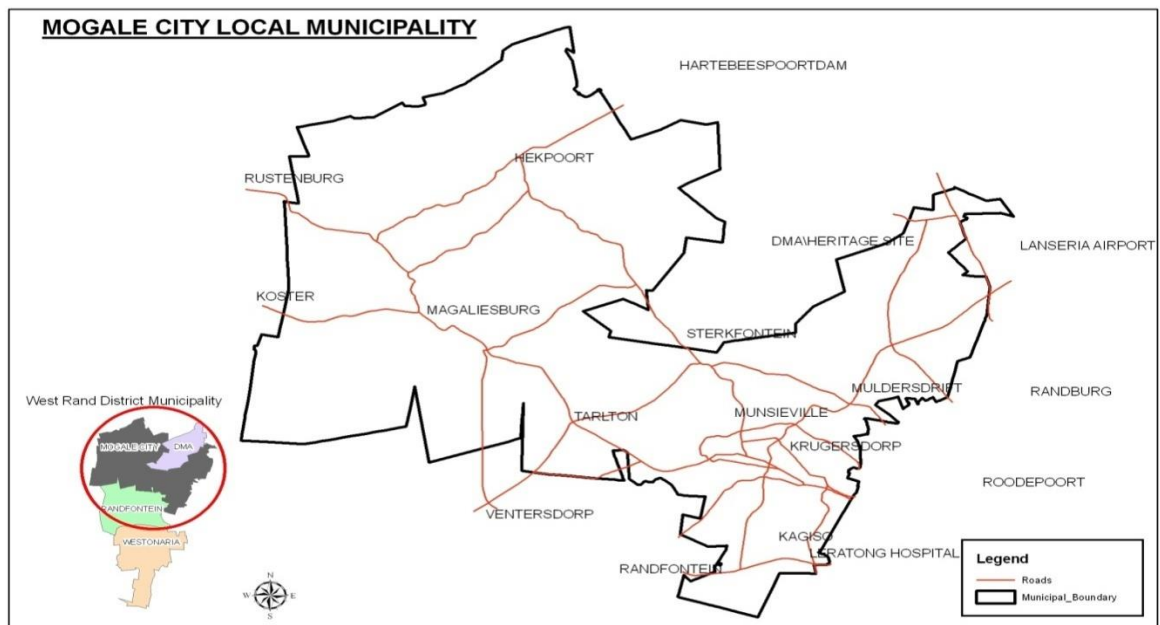 MOGALE CITY LOCAL MUNICIPALITY
HARTEBEESPOORTDAM
HEKPOORT
RUSTENBURG
DMA\HERITAGE SITE
LANSERIA AIRPORT
KOSTER
MAGALIESBURG
STERKFONTEIN
MULDERSDRIFT
RANDBURG
West Rand District Municipality
TARLTON
MUNSIEVILLE
MOGALE CITY
DMA
KRUGERSDORP
ROODEPOORT
RANDFONTEIN
VENTERSDORP
WESTONARIA
KAGISO
LERATONG HOSPITAL
RANDFONTEIN
Legend
Roads
Municipal_Boundary
N
W
E
S